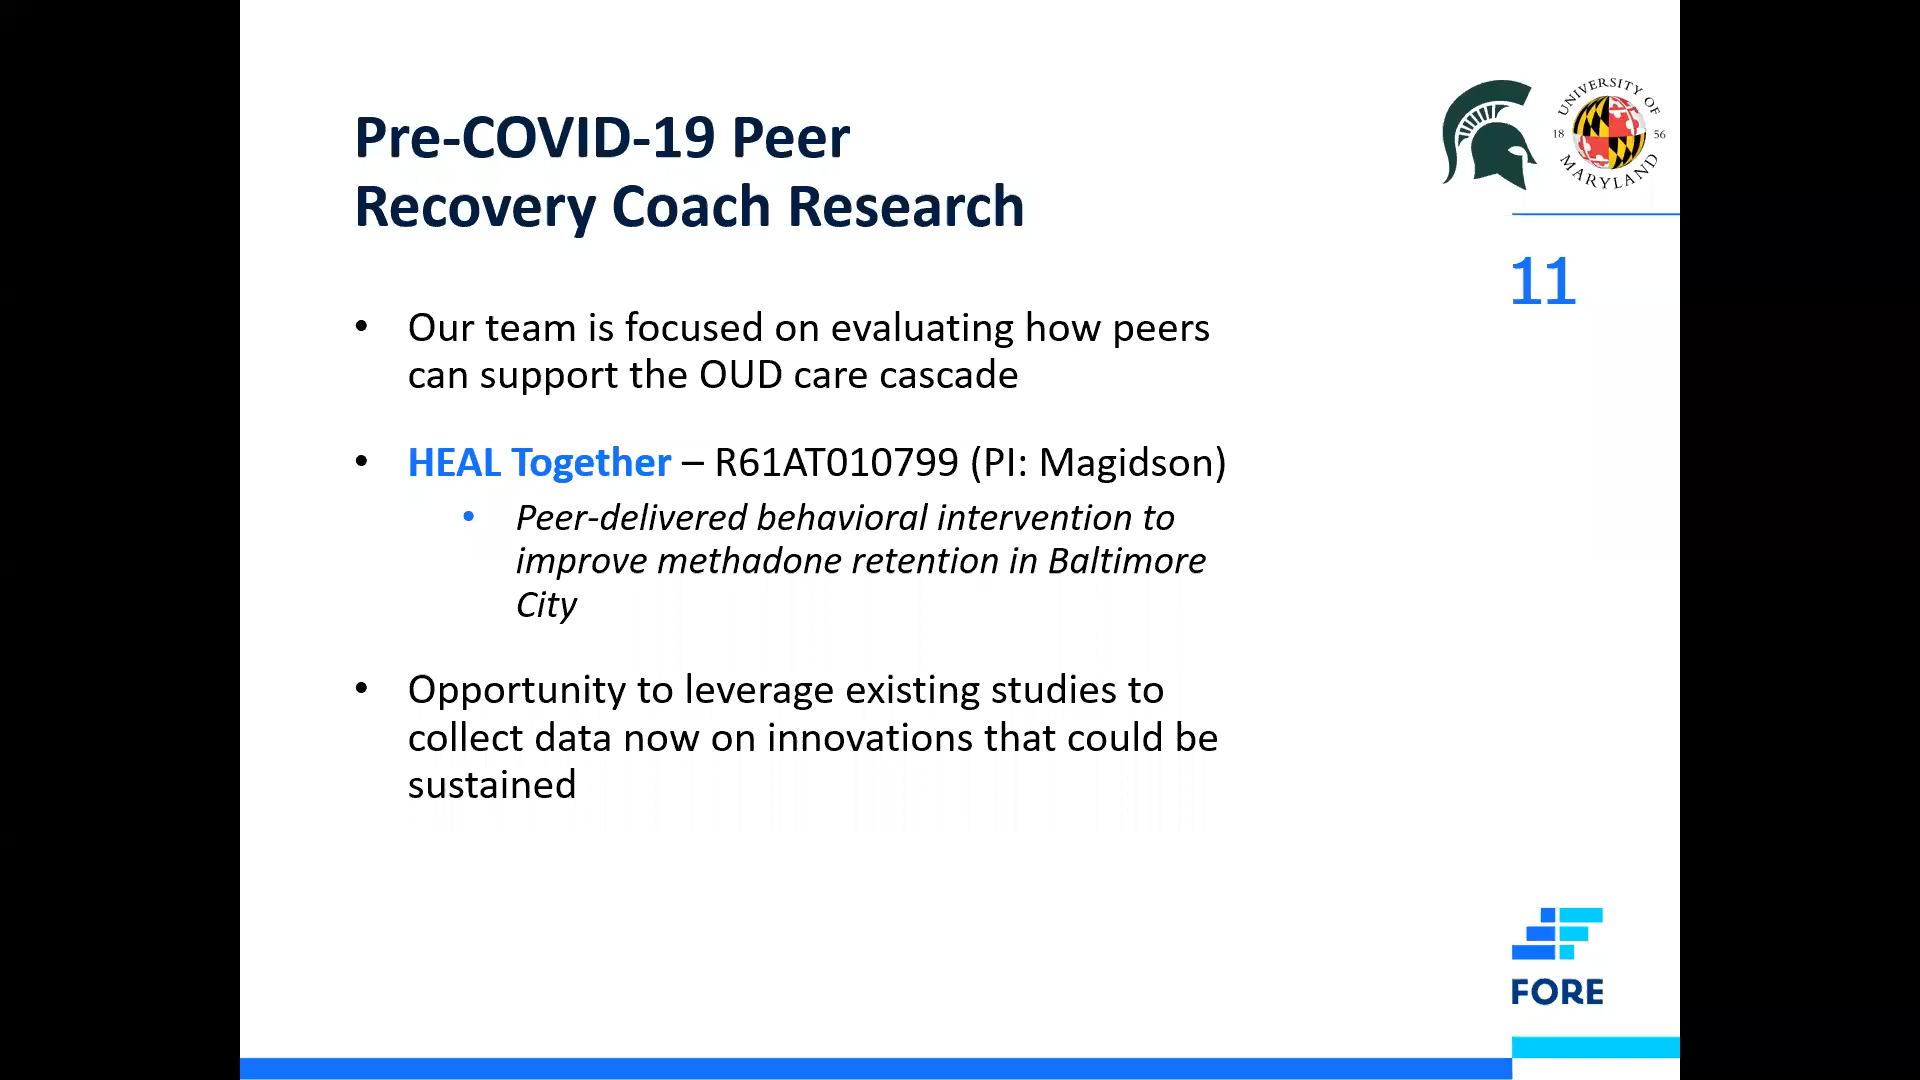 Pre-COVID-19 Peer
Recovery Coach Research
UNIVERSITY OF
18 56
MARYLAND
11
• Our team is focused on evaluating how peers
can support the OUD care cascade
• HEAL Together – R61AT010799 (PI: Magidson)
• Peer-delivered behavioral intervention to
improve methadone retention in Baltimore
City
• Opportunity to leverage existing studies to
collect data now on innovations that could be
sustained
FORE